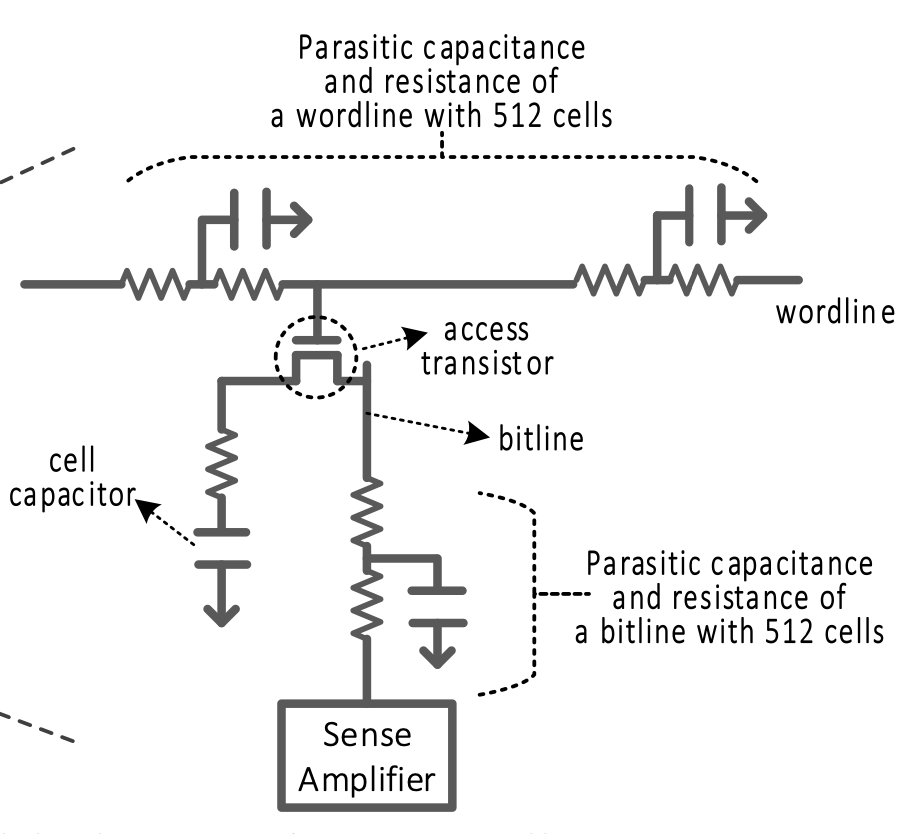 Parasitic capacitance
and resistance of
a wordline with 512 cells
wordline
access
transistor
bitline
cell
capacitor
Parasitic capacitance
and resistance of
a bitline with 512 cells
Sense
Amplifier